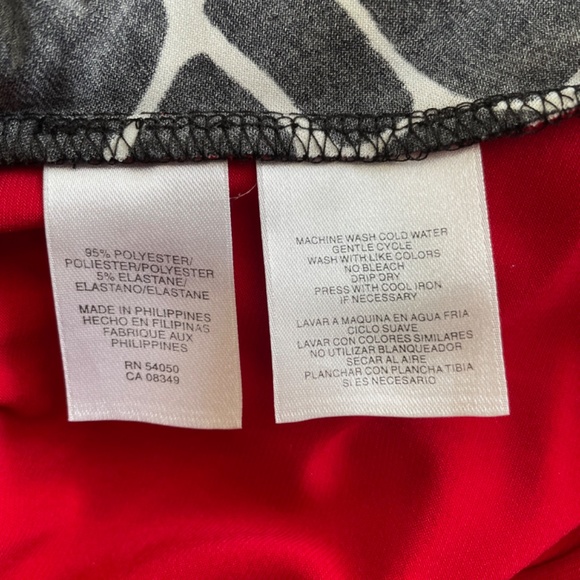 95% POLYESTER/
POLIESTER/POLYESTER
5% ELASTANE/
ELASTANO/ELASTANE
MADE IN PHILIPPINES
HECHO EN FILIPINAS
FABRIQUE AUX
PHILIPPINES
RN 54050
CA 08349
MACHINE WASH COLD WATER
GENTLE CYCLE
WASH WITH LIKE COLORS
NO BLEACH
DRIP DRY
PRESS WITH COOL IRON
IF NECESSARY
LAVAR A MAQUINA EN AGUA FRIA
CICLO SUAVE
LAVAR CON COLORES SIMILARES
NO UTILIZAR BLANQUEADOR
SECAR AL AIRE
PLANCHAR CON PLANCHA TIBIA
SI ES NECESARIO